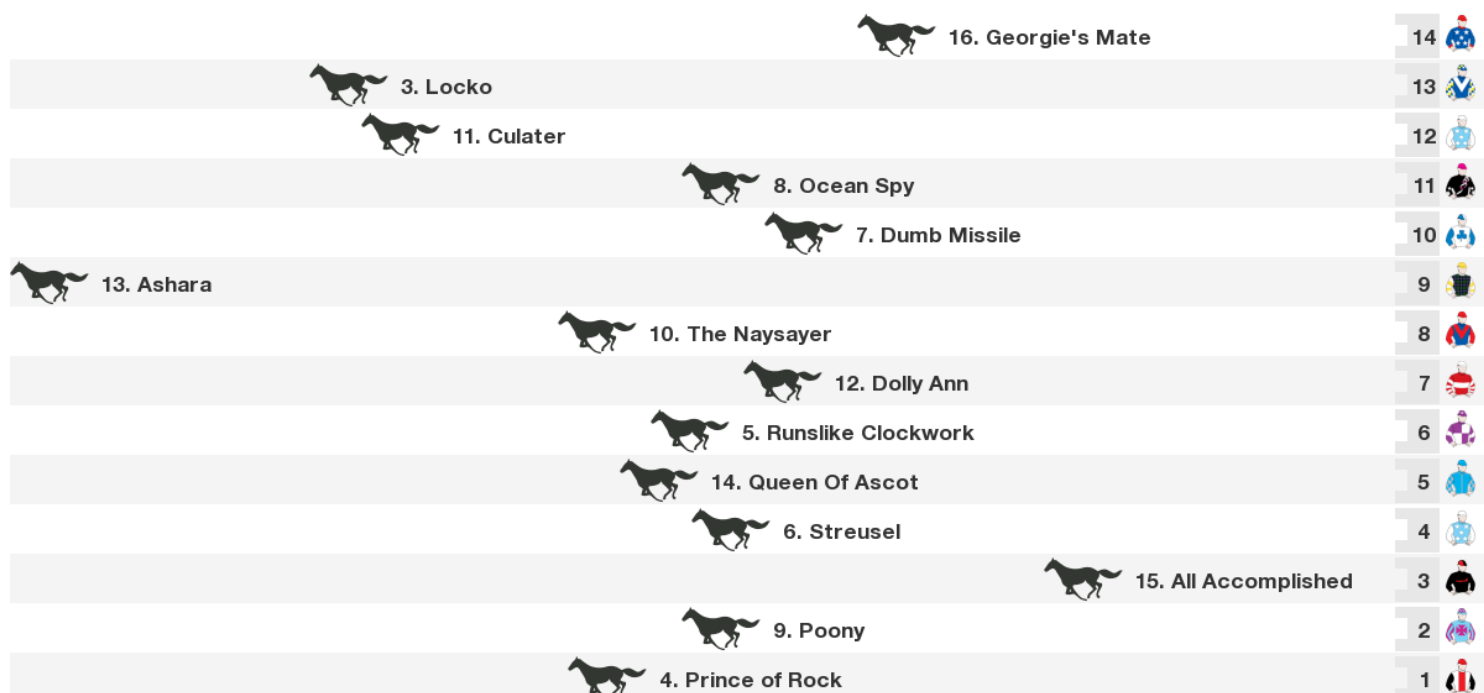 16. Georgie's Mate 14
3. Locko 13
11. Culater 12
8. Ocean Spy 11
7. Dumb Missile 10
13. Ashara 9
10. The Naysayer 8
12. Dolly Ann 7
5. Runslike Clockwork 6
14. Queen Of Ascot 5
6. Streusel 4
15. All Accomplished 3
9. Poony 2
4. Prince of Rock 1